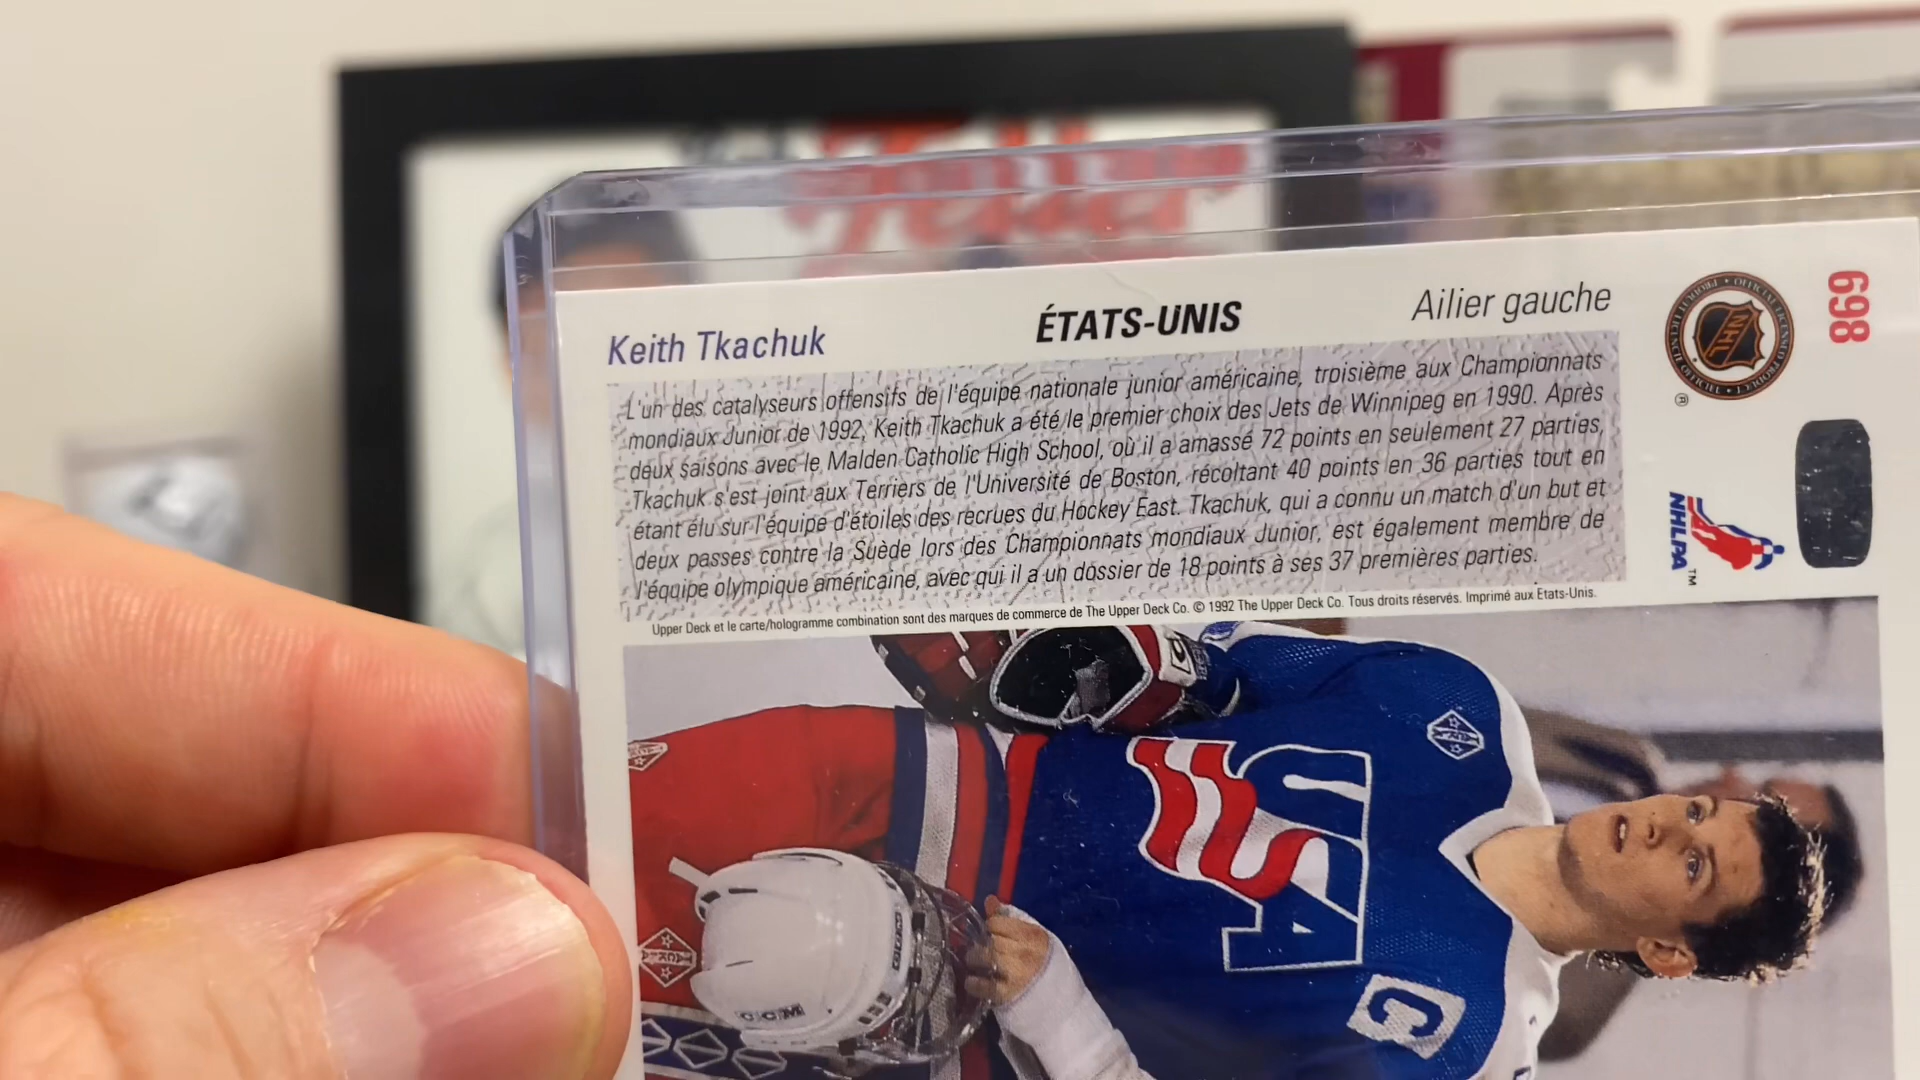 Keith Tkachuk ÉTATS-UNIS Ailier gauche
L'un des catalyseurs offensifs de l'équipe nationale junior américaine, troisième aux Championnats
mondiaux Junior de 1992, Keith Tkachuk a été le premier choix des Jets de Winnipeg en 1990. Après
deux saisons avec le Malden Catholic High School, où il a amassé 72 points en seulement 27 parties,
Tkachuk s'est joint aux Terriers de l'Université de Boston, récoltant 40 points en 36 parties tout en
étant élu sur l'équipe d'étoiles des recrues du Hockey East. Tkachuk, qui a connu un match d'un but et
deux passes contre la Suède lors des Championnats mondiaux Junior, est également membre de
l'équipe olympique américaine, avec qui il a un dossier de 18 points à ses 37 premières parties.
Upper Deck et le carte/hologramme combination sont des marques de commerce de The Upper Deck Co. © 1992 The Upper Deck Co. Tous droits réservés. Imprimé aux Etats-Unis.
698
NHL
®
NHLPA
™
USA
C
CCM